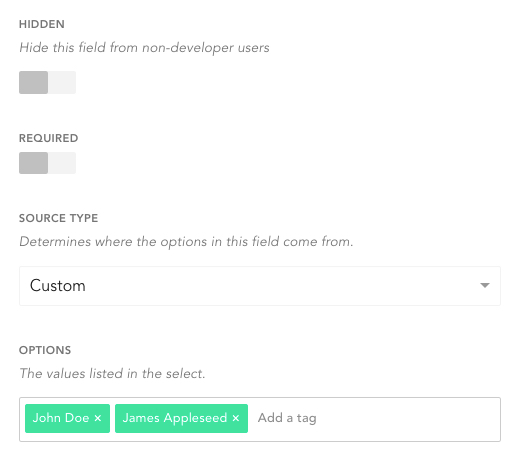 HIDDEN
Hide this field from non-developer users
REQUIRED
SOURCE TYPE
Determines where the options in this field come from.
Custom
OPTIONS
The values listed in the select.
John Doe × James Appleseed × Add a tag